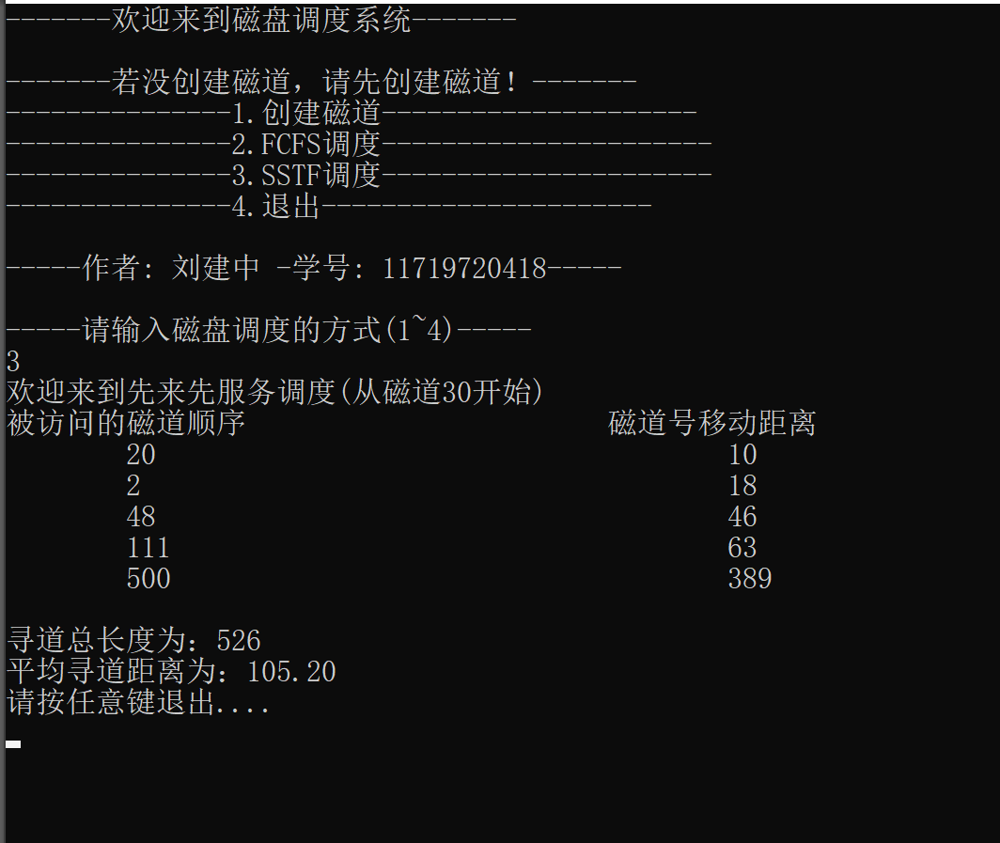 -------欢迎来到磁盘调度系统-------
-------若没创建磁道，请先创建磁道！-------
---------------1.创建磁道---------------------
---------------2.FCFS调度----------------------
---------------3.SSTF调度----------------------
---------------4.退出----------------------
-----作者: 刘建中 -学号: 11719720418-----
-----请输入磁盘调度的方式(1~4)-----
3
欢迎来到先来先服务调度(从磁道30开始)
被访问的磁道顺序 磁道号移动距离
20 10
2 18
48 46
111 63
500 389
寻道总长度为: 526
平均寻道距离为: 105.20
请按任意键退出....